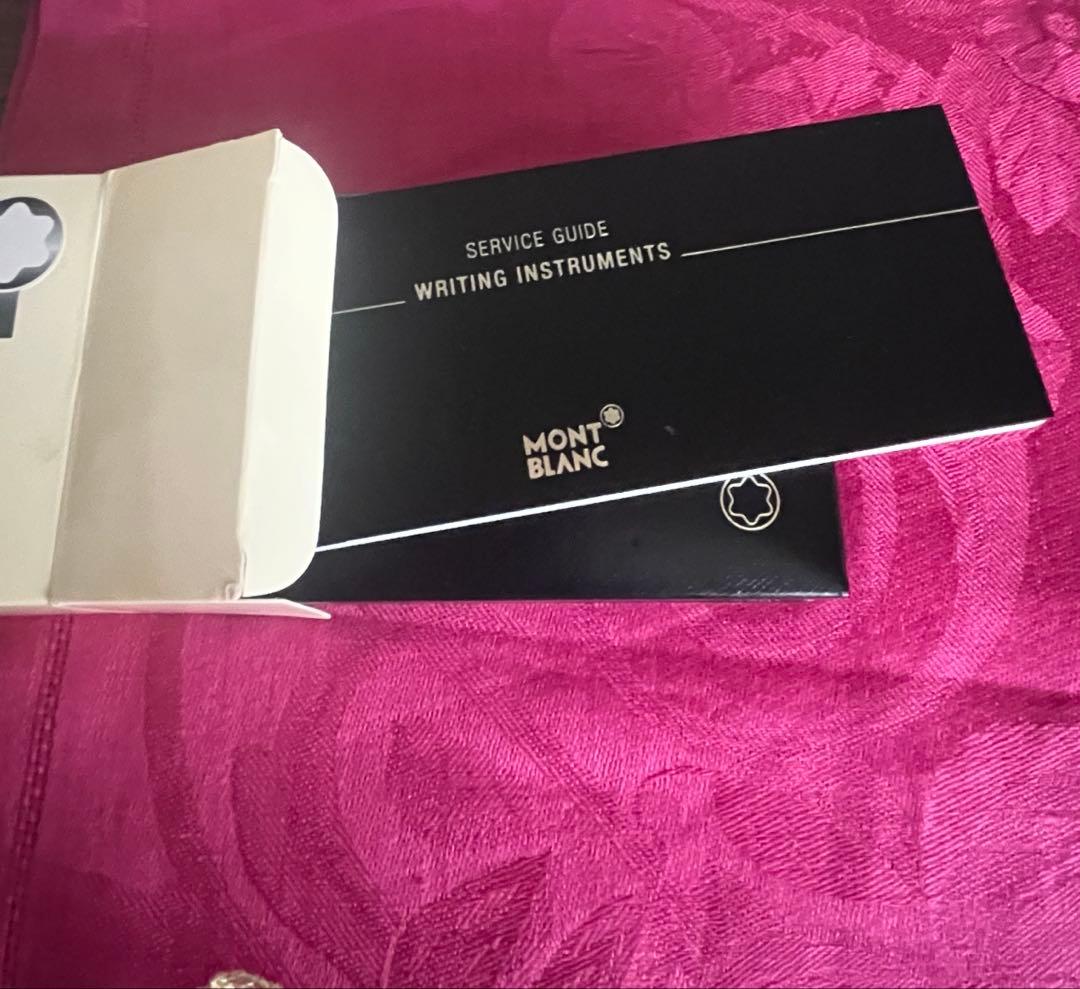 SERVICE GUIDE
WRITING INSTRUMENTS
MONT
BLANC